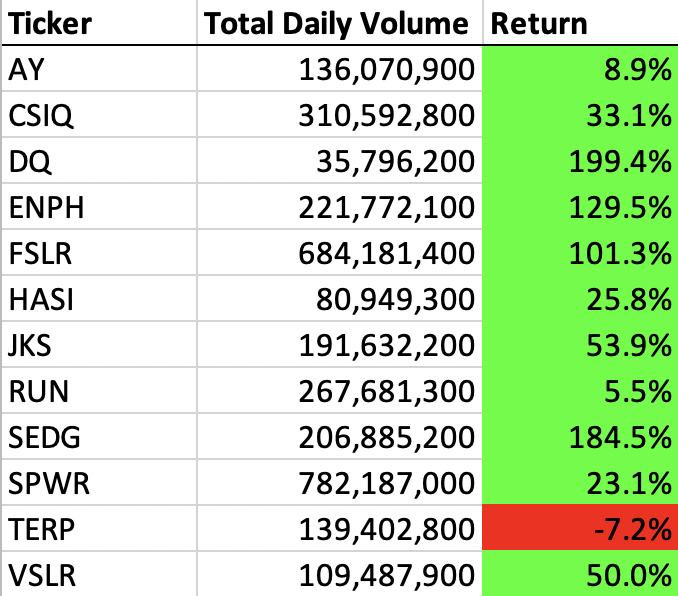 Ticker Total Daily Volume Return
AY 136,070,900 8.9%
CSIQ 310,592,800 33.1%
DQ 35,796,200 199.4%
ENPH 221,772,100 129.5%
FSLR 684,181,400 101.3%
HASI 80,949,300 25.8%
JKS 191,632,200 53.9%
RUN 267,681,300 5.5%
SEDG 206,885,200 184.5%
SPWR 782,187,000 23.1%
TERP 139,402,800 -7.2%
VSLR 109,487,900 50.0%